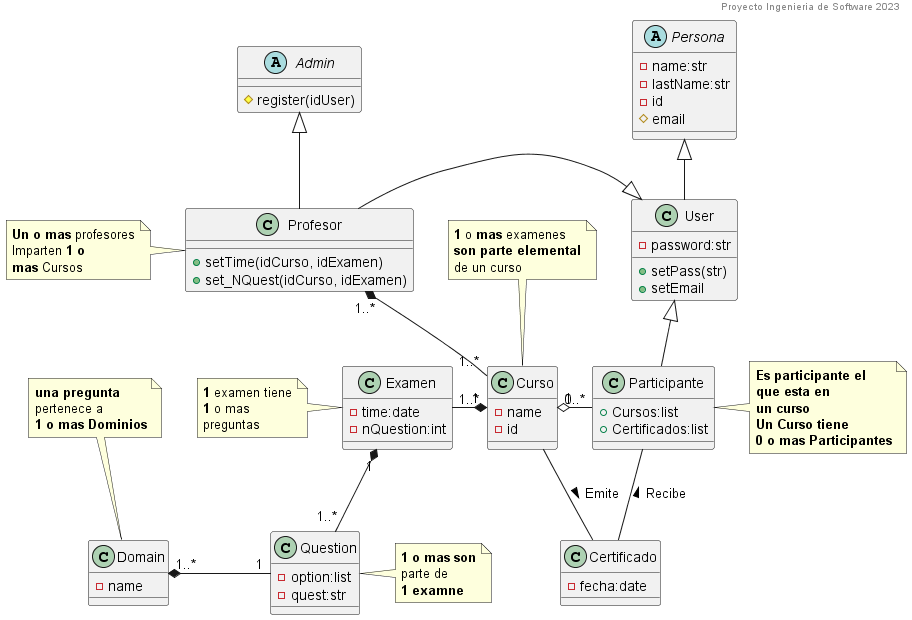 Proyecto Ingenieria de Software 2023
A Persona
name:str
lastName:str
id
email
A Admin
register(idUser)
C Profesor
setTime(idCurso, idExamen)
set_NQuest(idCurso, idExamen)
Un o mas profesores
Imparten 1 o
mas Cursos
1 o mas examenes
son parte elemental
de un curso
C User
password:str
setPass(str)
setEmail
1..*
1..*
una pregunta
pertenece a
1 o mas Dominios
1 examen tiene
1 o mas
preguntas
C Examen
time:date
nQuestion:int
1..*
1
C Curso
name
id
0..*
C Participante
Cursos:list
Certificados:list
Es participante el
que esta en
un curso
Un Curso tiene
0 o mas Participantes
1
1..*
Emite
Recibe
C Domain
name
1..*
1
C Question
option:list
quest:str
1 o mas son
parte de
1 examne
C Certificado
fecha:date